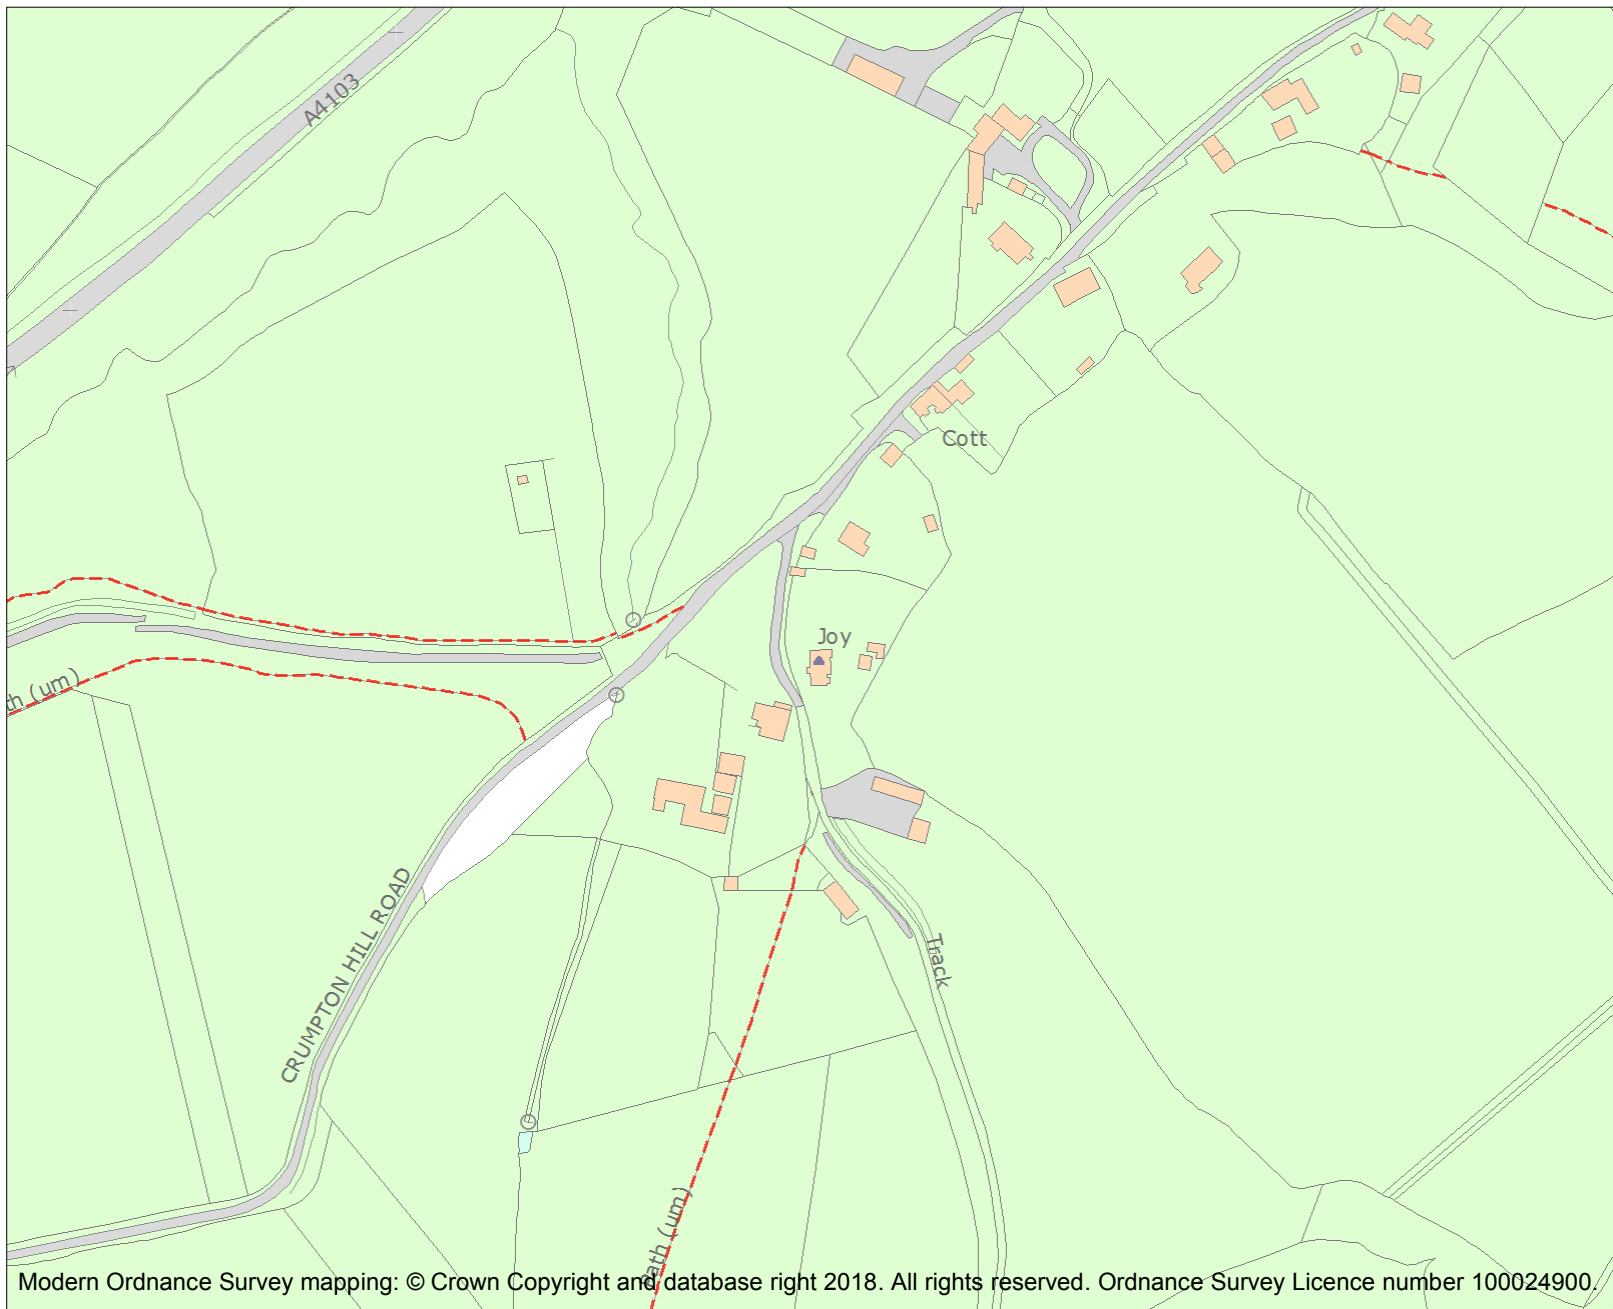 A4103
Cott
Joy
th (um)
CRUMPTON HILL ROAD
Track
Path (um)
Modern Ordnance Survey mapping: © Crown Copyright and database right 2018. All rights reserved. Ordnance Survey Licence number 100024900.